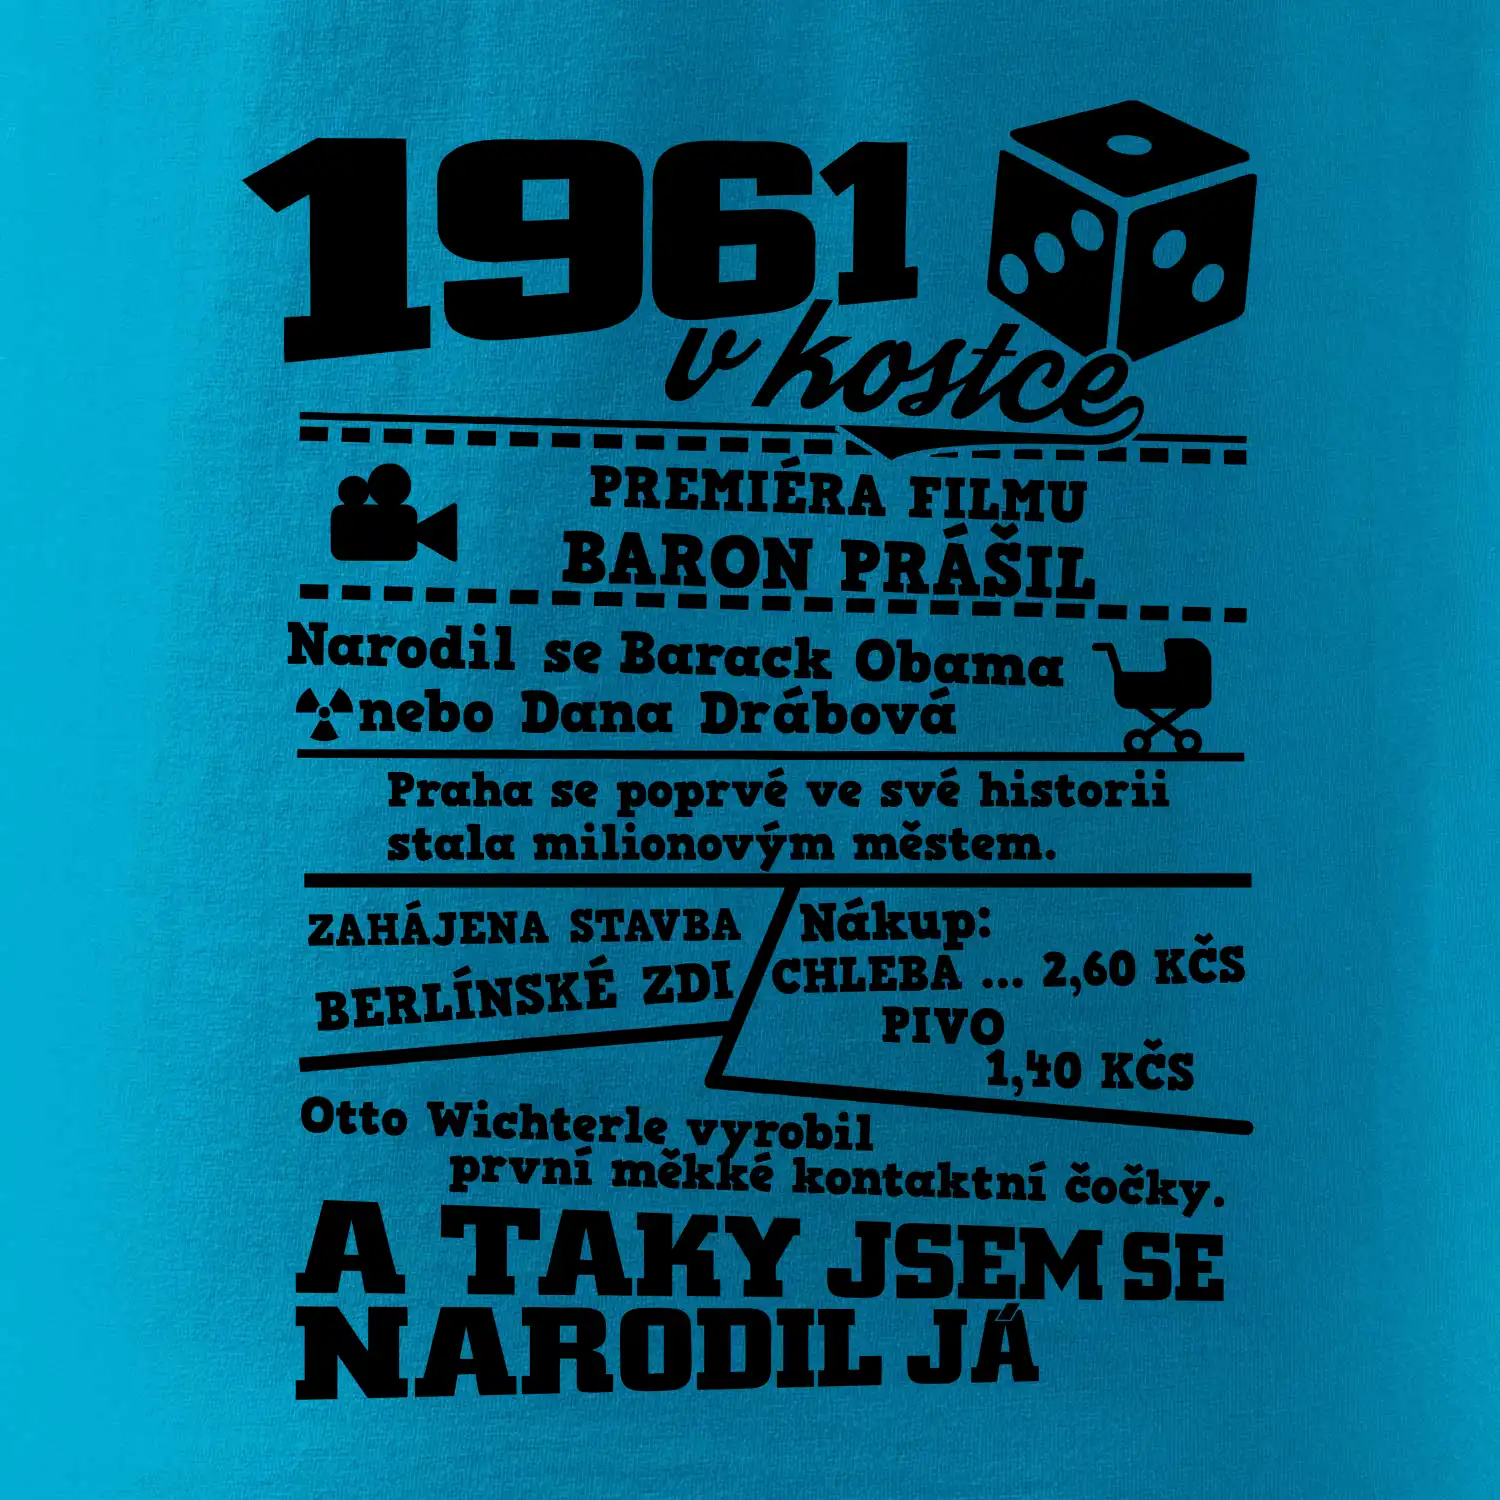 1961
v kostce
PREMIÉRA FILMU
BARON PRÁŠIL
Narodil se Barack Obama
nebo Dana Drábová
Praha se poprvé ve své historii
stala milionovým městem.
ZAHÁJENA STAVBA
BERLÍNSKÉ ZDI
Nákup:
CHLEBA ... 2,60 KČS
PIVO
1,40 KČS
Otto Wichterle vyrobil
první měkké kontaktní čočky.
A TAKY JSEM SE
NARODIL JÁ